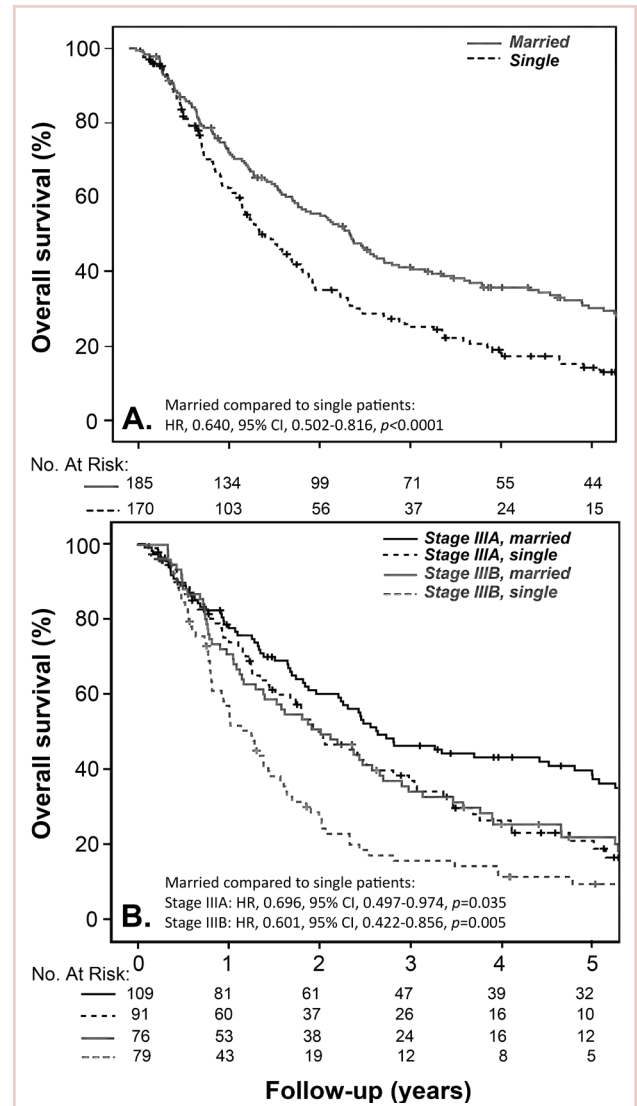 100
80
60
40
20
0
Overall survival (%)
Married
Single
A.
Married compared to single patients:
HR, 0.640, 95% CI, 0.502-0.816, p<0.0001
No. At Risk:
185 134 99 71 55 44
170 103 56 37 24 15
100
80
60
40
20
0
Overall survival (%)
Stage IIIA, married
Stage IIIA, single
Stage IIIB, married
Stage IIIB, single
B.
Married compared to single patients:
Stage IIIA: HR, 0.696, 95% CI, 0.497-0.974, p=0.035
Stage IIIB: HR, 0.601, 95% CI, 0.422-0.856, p=0.005
0 1 2 3 4 5
No. At Risk:
109 81 61 47 39 32
91 60 37 26 16 10
76 53 38 24 16 12
79 43 19 12 8 5
Follow-up (years)